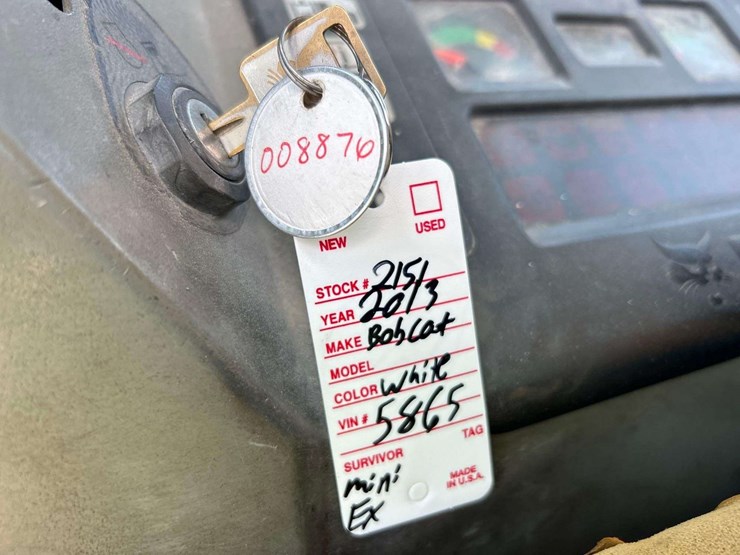 008876
NEW
USED
STOCK # 2151
YEAR 2013
MAKE Bobcat
MODEL
COLOR White
VIN # 5865
TAG
SURVIVOR
mini
EX
MADE
IN U.S.A.